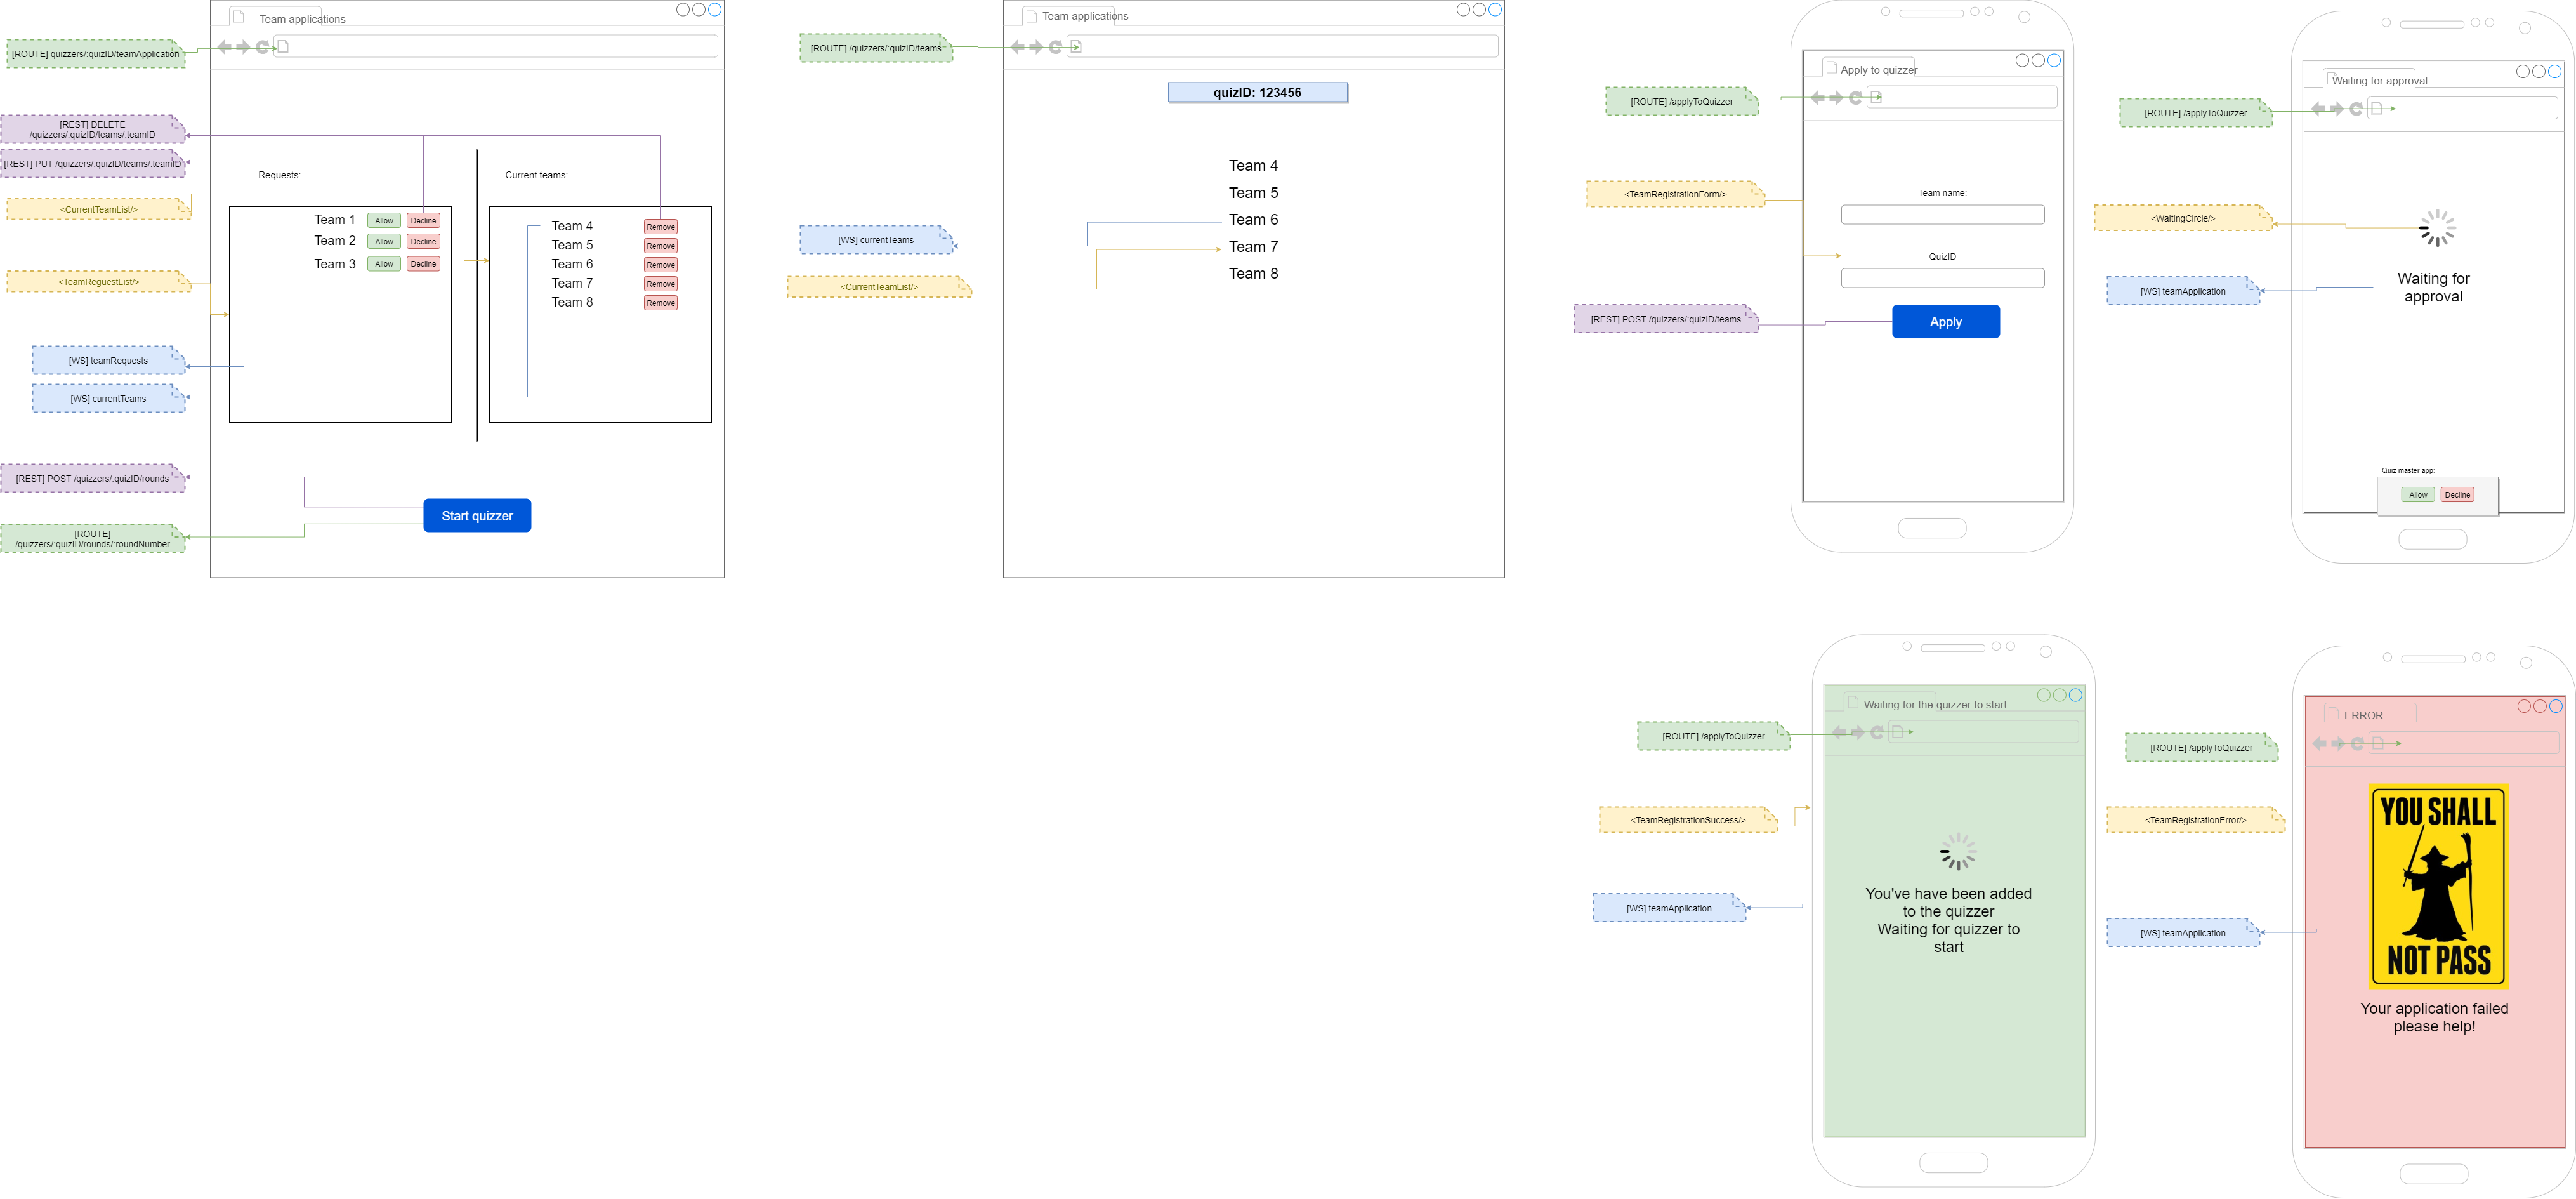 Team applications
[ROUTE] quizzers/:quizID/teamApplication
[REST] DELETE
/quizzers/:quizID/teams/:teamID
[REST] PUT /quizzers/:quizID/teams/:teamID
Requests:
Current teams:
<CurrentTeamList/>
Team 1 Allow Decline
Team 2 Allow Decline
Team 3 Allow Decline
Team 4 Remove
Team 5 Remove
Team 6 Remove
Team 7 Remove
Team 8 Remove
<TeamReguestList/>
[WS] teamRequests
[WS] currentTeams
[REST] POST /quizzers/:quizID/rounds
Start quizzer
[ROUTE]
/quizzers/:quizID/rounds/:roundNumber
Team applications
[ROUTE] /quizzers/:quizID/teams
quizID: 123456
Team 4
Team 5
Team 6
Team 7
Team 8
[WS] currentTeams
<CurrentTeamList/>
Apply to quizzer
[ROUTE] /applyToQuizzer
<TeamRegistrationForm/>
Team name:
QuizID
[REST] POST /quizzers/:quizID/teams
Apply
Waiting for approval
[ROUTE] /applyToQuizzer
<WaitingCircle/>
[WS] teamApplication
Waiting for
approval
Quiz master app:
Allow Decline
Waiting for the quizzer to start
[ROUTE] /applyToQuizzer
<TeamRegistrationSuccess/>
[WS] teamApplication
You've have been added
to the quizzer
Waiting for quizzer to
start
ERROR
[ROUTE] /applyToQuizzer
<TeamRegistrationError/>
YOU SHALL
NOT PASS
[WS] teamApplication
Your application failed
please help!